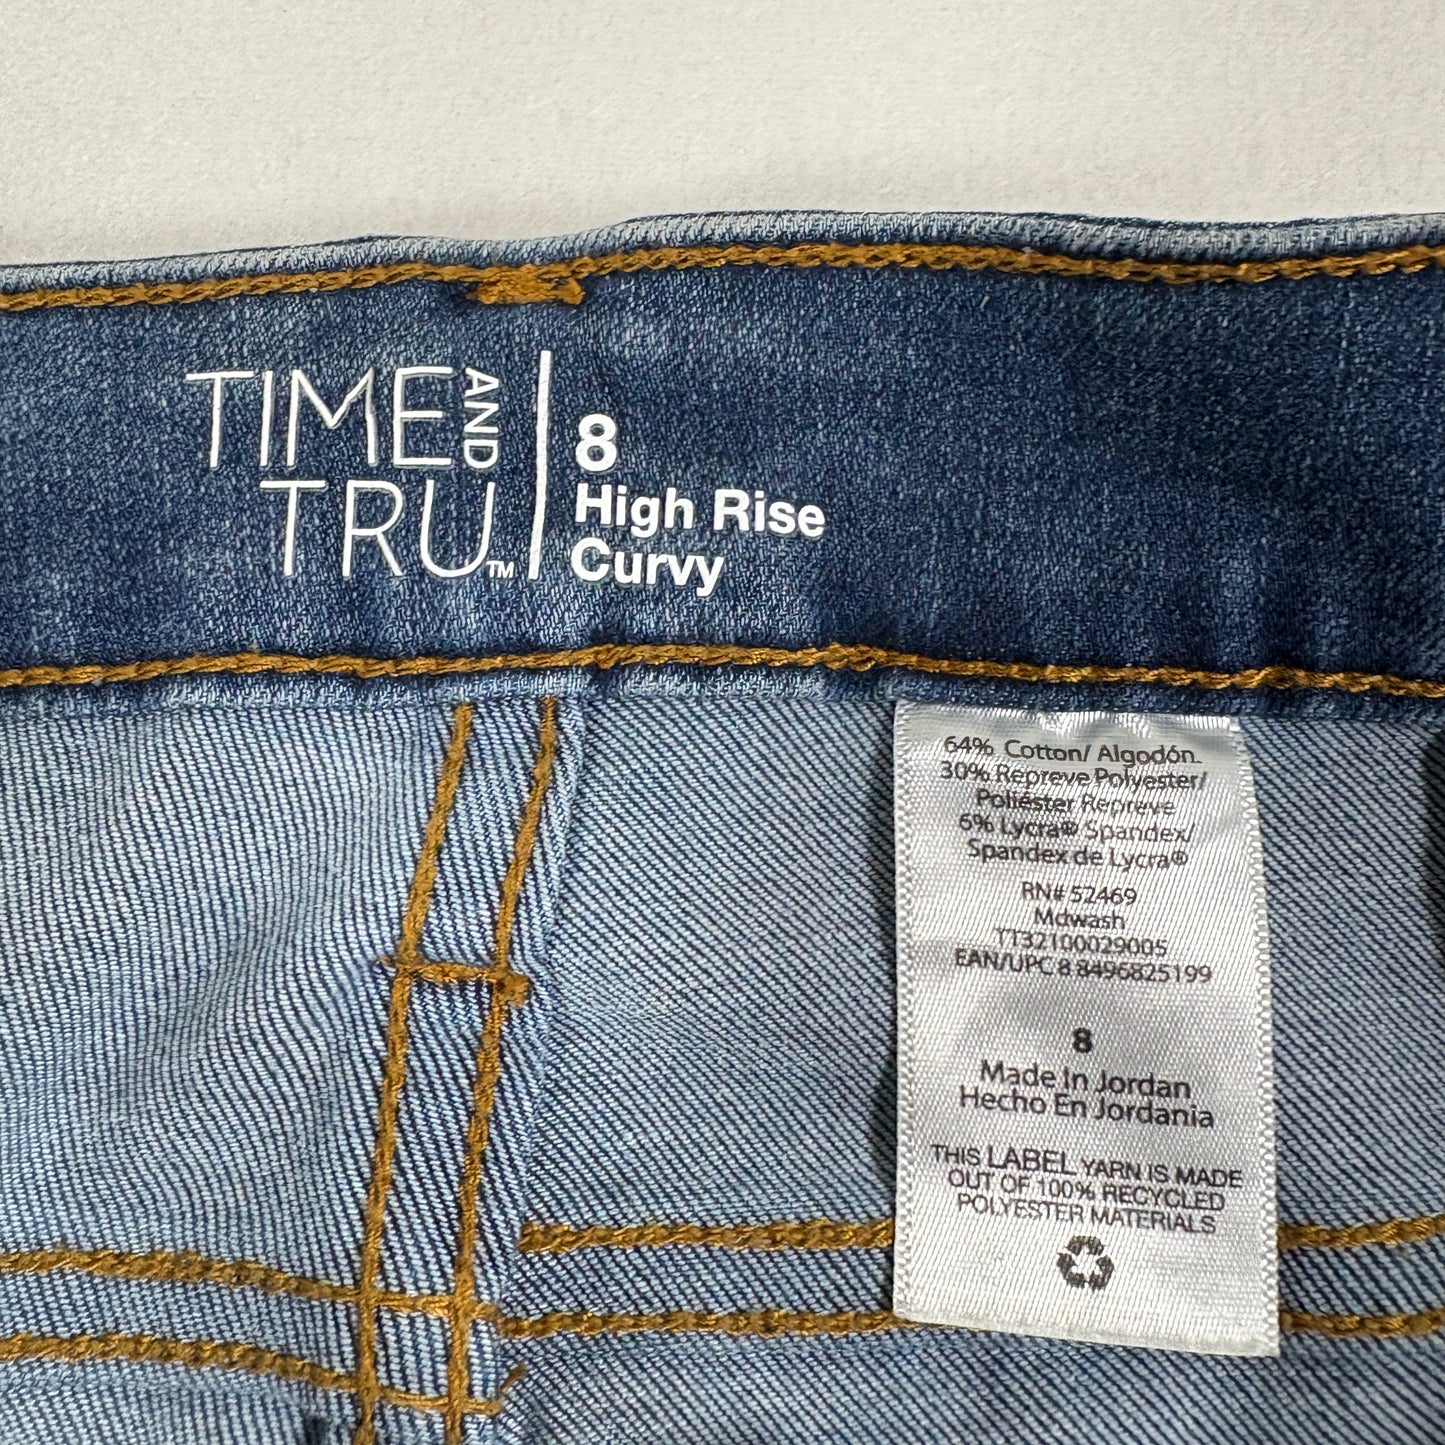 TIME AND
TRU™
8
High Rise
Curvy
64% Cotton/ Algodón
30% Repreve Polyester/
Poliéster Repreve
6% Lycra® Spandex/
Spandex de Lycra®
RN# 52469
Mdwash
TT32100029005
EAN/UPC 8 8496825199
8
Made In Jordan
Hecho En Jordania
THIS LABEL YARN IS MADE
OUT OF 100% RECYCLED
POLYESTER MATERIALS